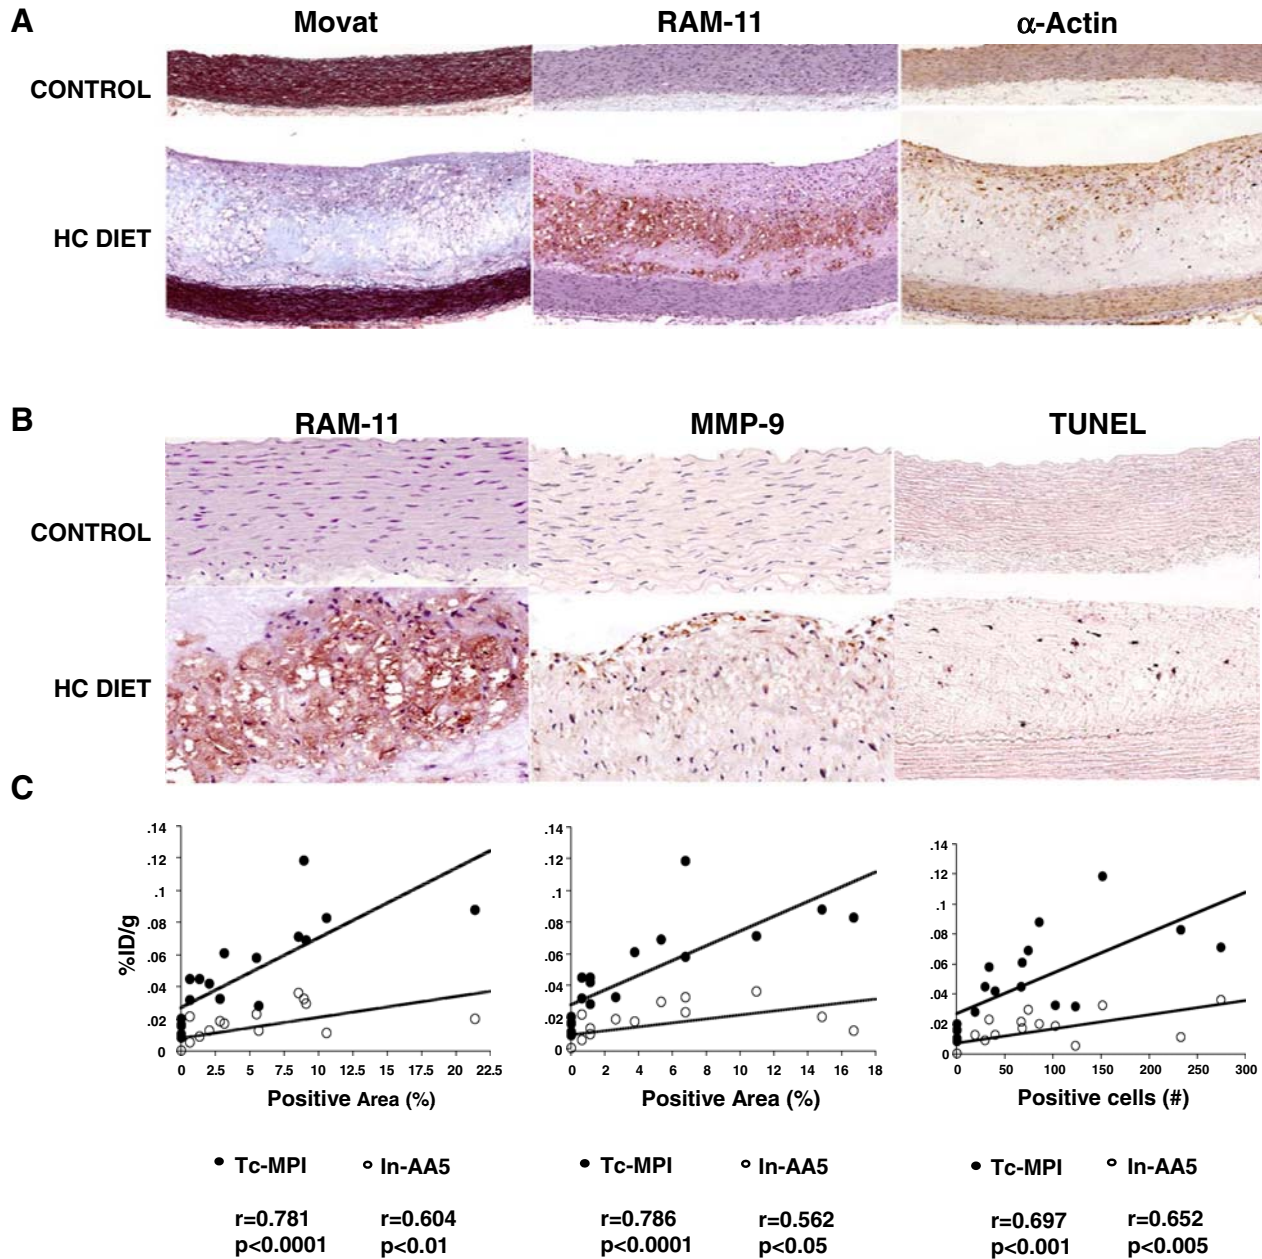 A
Movat RAM-11 α-Actin
CONTROL
HC DIET
B
RAM-11 MMP-9 TUNEL
CONTROL
HC DIET
C
%ID/g
.14
.12
.1
.08
.06
.04
.02
0
0 2.5 5 7.5 10 12.5 15 17.5 20 22.5
Positive Area (%)
.14
.12
.1
.08
.06
.04
.02
0
0 2 4 6 8 10 12 14 16 18
Positive Area (%)
.14
.12
.1
.08
.06
.04
.02
0
0 50 100 150 200 250 300
Positive cells (#)
Tc-MPI In-AA5
r=0.781 r=0.604
p<0.0001 p<0.01
Tc-MPI In-AA5
r=0.786 r=0.562
p<0.0001 p<0.05
Tc-MPI In-AA5
r=0.697 r=0.652
p<0.001 p<0.005